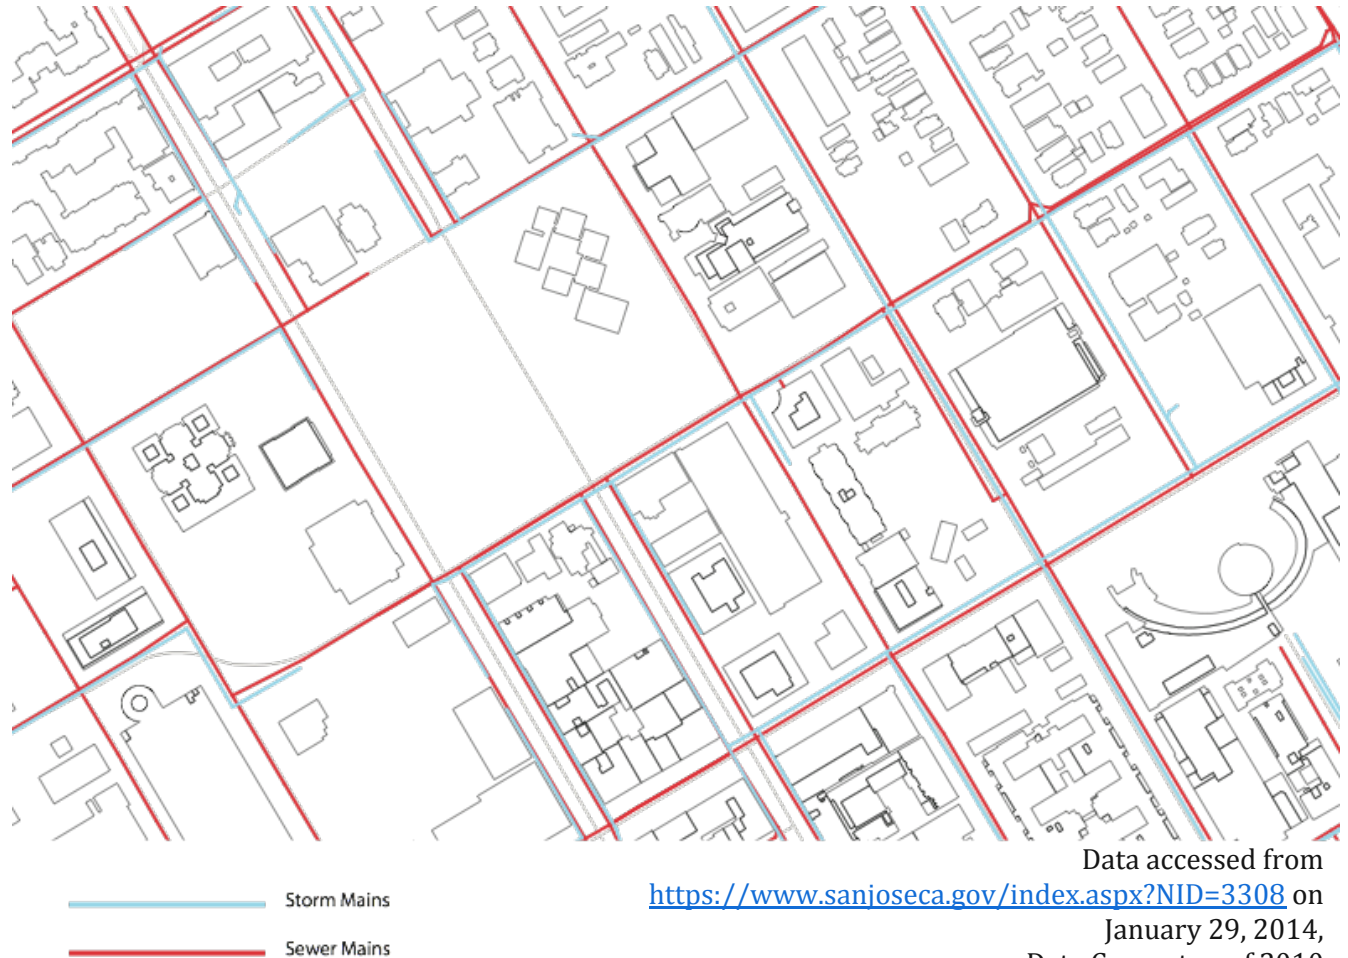 Storm Mains
Sewer Mains
Data accessed from
https://www.sanjoseca.gov/index.aspx?NID=3308 on
January 29, 2014,